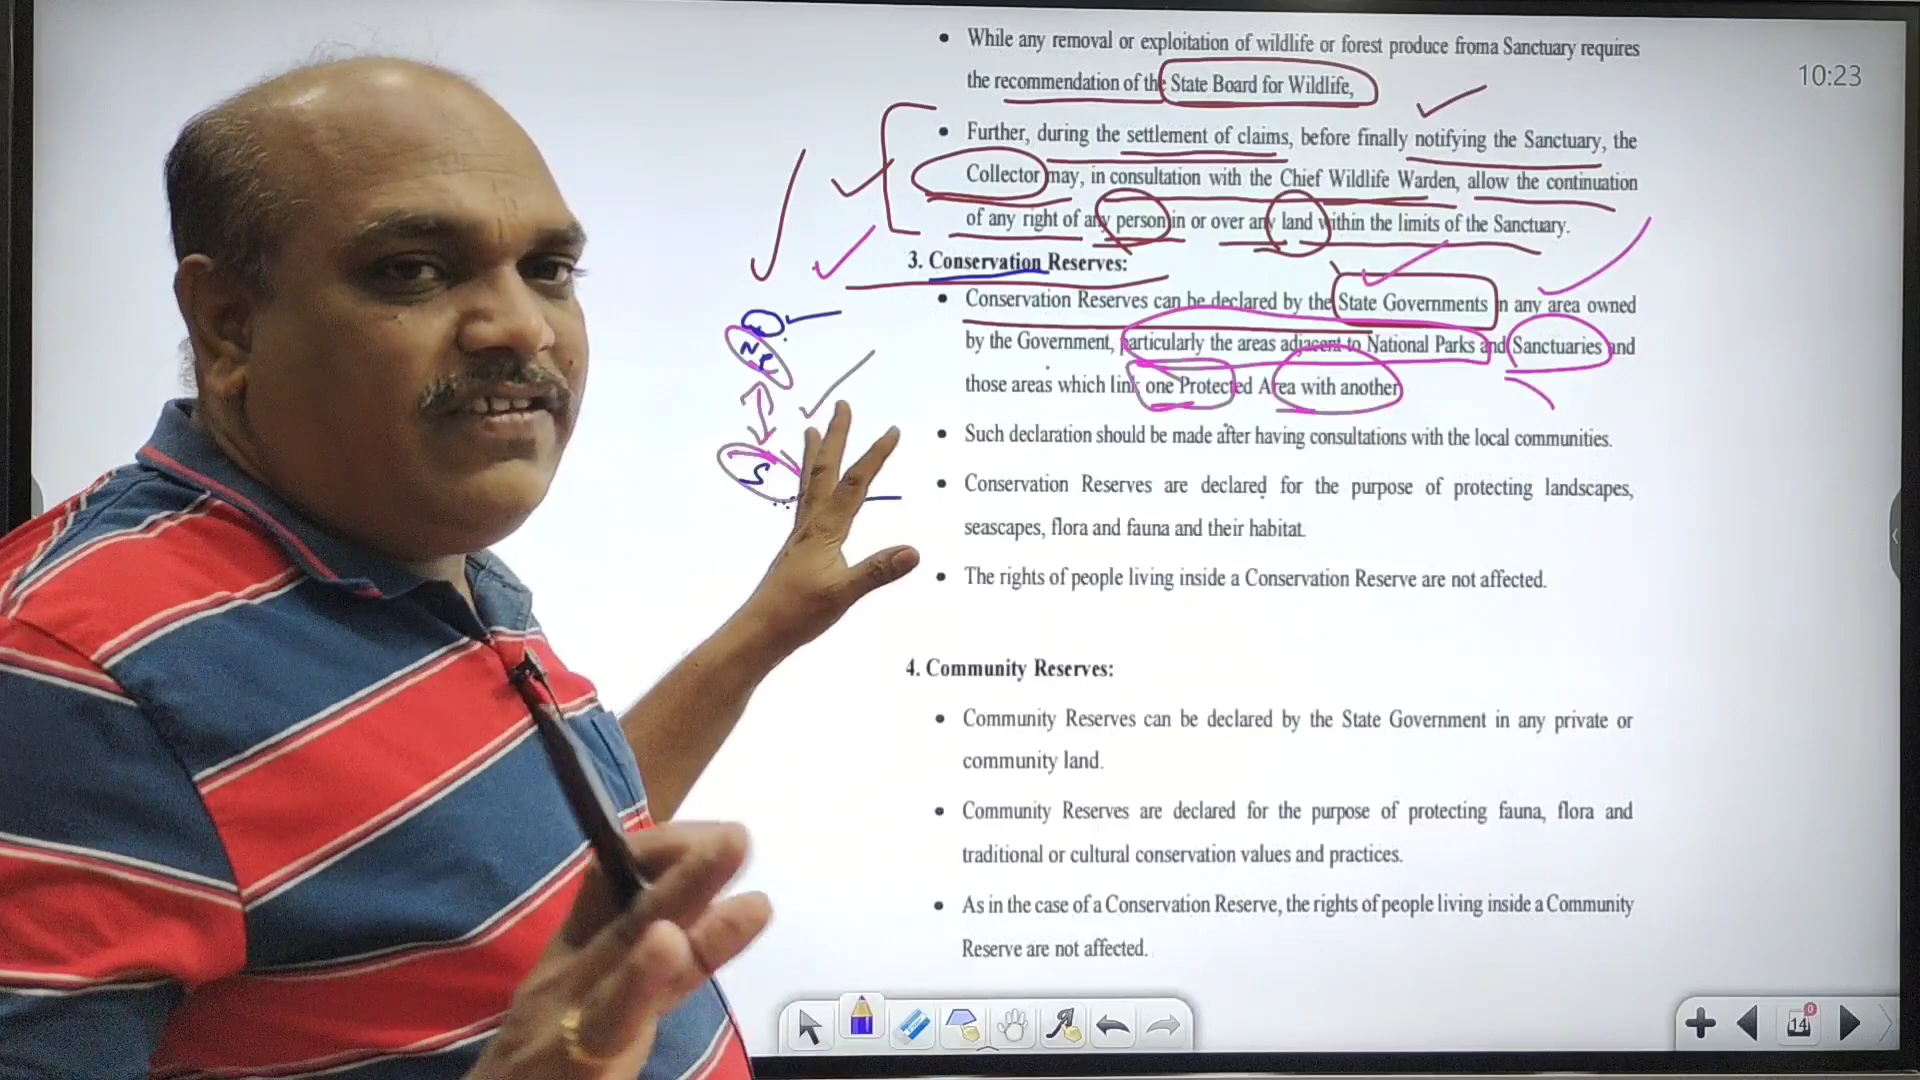 While any removal or exploitation of wildlife or forest produce froma Sanctuary requires
10:23
the recommendation of the State Board for Wildlife,
Further, during the settlement of claims, before finally notifying the Sanctuary, the
Collector may, in consultation with the Chief Wildlife Warden, allow the continuation
of any right of any person in or over any land within the limits of the Sanctuary.
3. Conservation Reserves:
Conservation Reserves can be declared by the State Governments in any area owned
by the Government, particularly the areas adjacent to National Parks and Sanctuaries and
those areas which link one Protected Area with another
Such declaration should be made after having consultations with the local communities.
Conservation Reserves are declared for the purpose of protecting landscapes,
seascapes, flora and fauna and their habitat.
The rights of people living inside a Conservation Reserve are not affected.
NP
S
4. Community Reserves:
Community Reserves can be declared by the State Government in any private or
community land.
Community Reserves are declared for the purpose of protecting fauna, flora and
traditional or cultural conservation values and practices.
As in the case of a Conservation Reserve, the rights of people living inside a Community
Reserve are not affected.
14
0